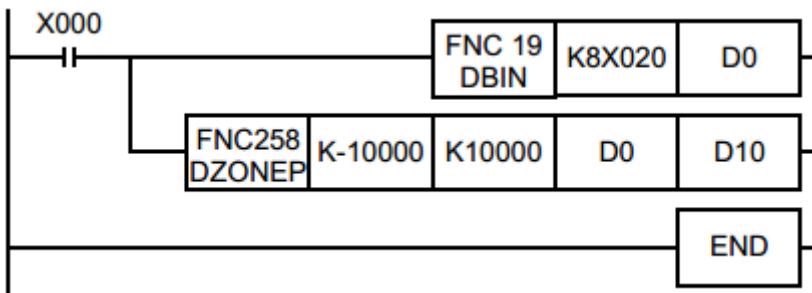 X000
FNC 19
DBIN K8X020 D0
FNC258
DZONEP K-10000 K10000 D0 D10
END